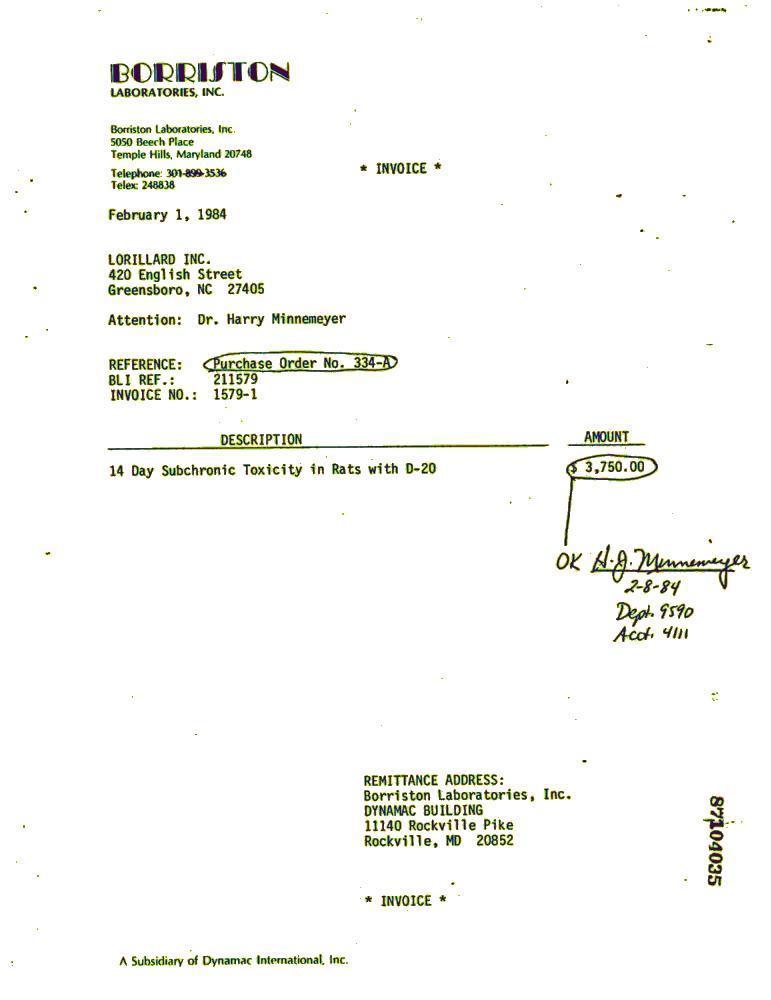 BORRISTON
LABORATORIES, INC.
Borriston Laboratories, Inc.
5050 Beech Place
Temple Hills, Maryland 20748
Telephone: 301-899-3536
Telex: 248838
* INVOICE *
February 1, 1984
LORILLARD INC.
420 English Street
Greensboro, NC 27405
Attention: Dr. Harry Minnemeyer
REFERENCE: Purchase Order No. 334-A
BLI REF.: 211579
INVOICE NO.: 1579-1
DESCRIPTION AMOUNT
14 Day Subchronic Toxicity in Rats with D-20 $ 3,750.00
OK H.J. Minnemeyer
2-8-84
Dept. 9590
Acct. 4111
REMITTANCE ADDRESS:
Borriston Laboratories, Inc.
DYNAMAC BUILDING
11140 Rockville Pike
Rockville, MD 20852
87104035
* INVOICE *
A Subsidiary of Dynamac International, Inc.